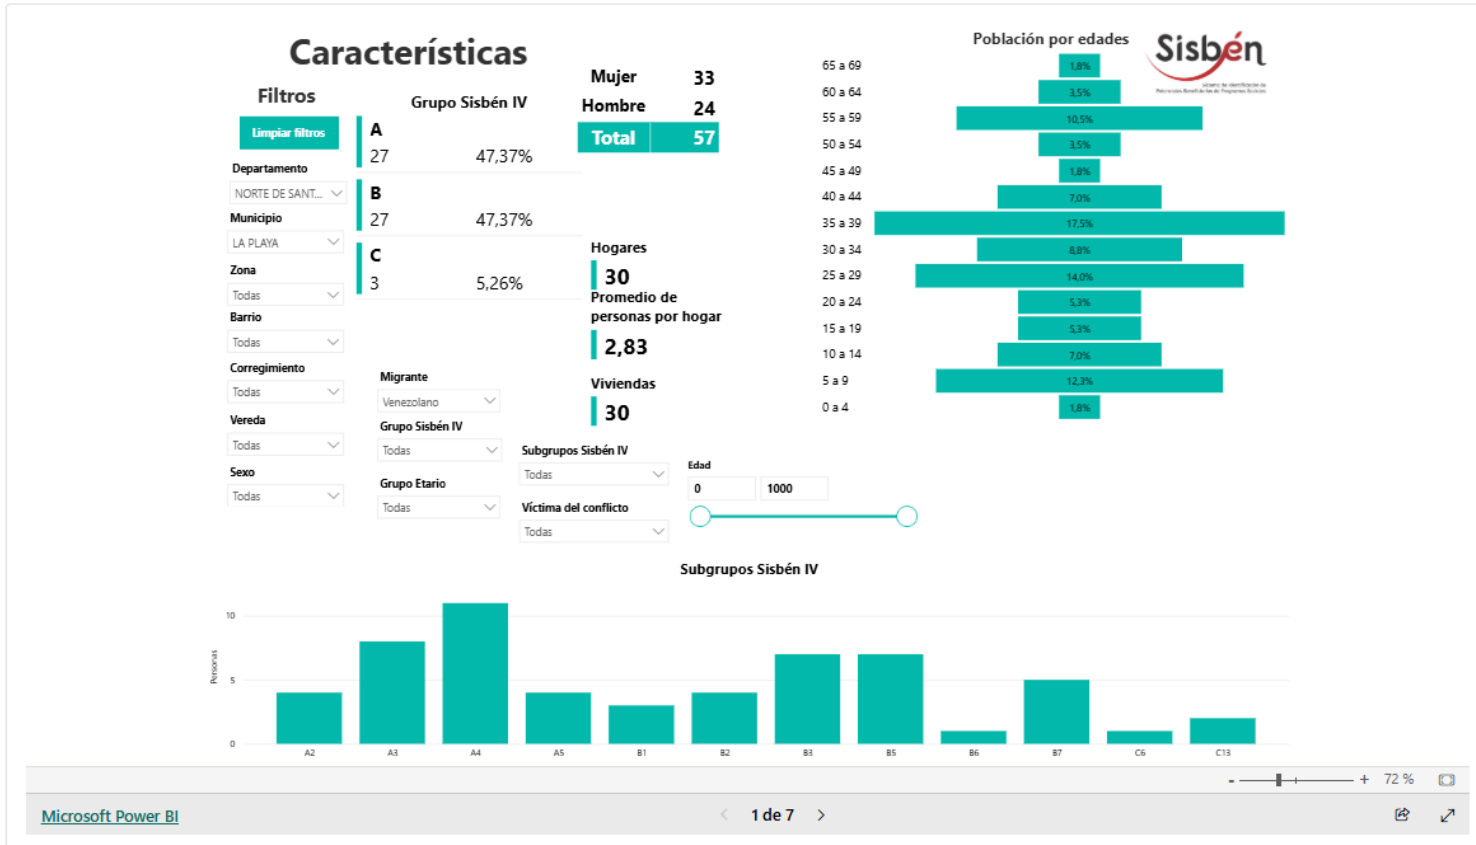 Características
Filtros
Limpiar filtros
Departamento
NORTE DE SANT...
Municipio
LA PLAYA
Zona
Todas
Barrio
Todas
Corregimiento
Todas
Vereda
Todas
Sexo
Todas
Grupo Sisbén IV
A
27 47,37%
B
27 47,37%
C
3 5,26%
Migrante
Venezolano
Grupo Sisbén IV
Todas
Grupo Etario
Todas
Mujer 33
Hombre 24
Total 57
Hogares
30
Promedio de
personas por hogar
2,83
Viviendas
30
Subgrupos Sisbén IV
Todas
Víctima del conflicto
Todas
Edad
0 1000
Población por edades
Sisbén
65 a 69 1,8%
60 a 64 3,5%
55 a 59 10,5%
50 a 54 3,5%
45 a 49 1,8%
40 a 44 7,0%
35 a 39 17,5%
30 a 34 8,8%
25 a 29 14,0%
20 a 24 5,3%
15 a 19 5,3%
10 a 14 7,0%
5 a 9 12,3%
0 a 4 1,8%
Subgrupos Sisbén IV
Personas
10
5
0
A2 A3 A4 A5 B1 B2 B3 B5 B6 B7 C6 C13
- + 72 %
Microsoft Power BI
1 de 7